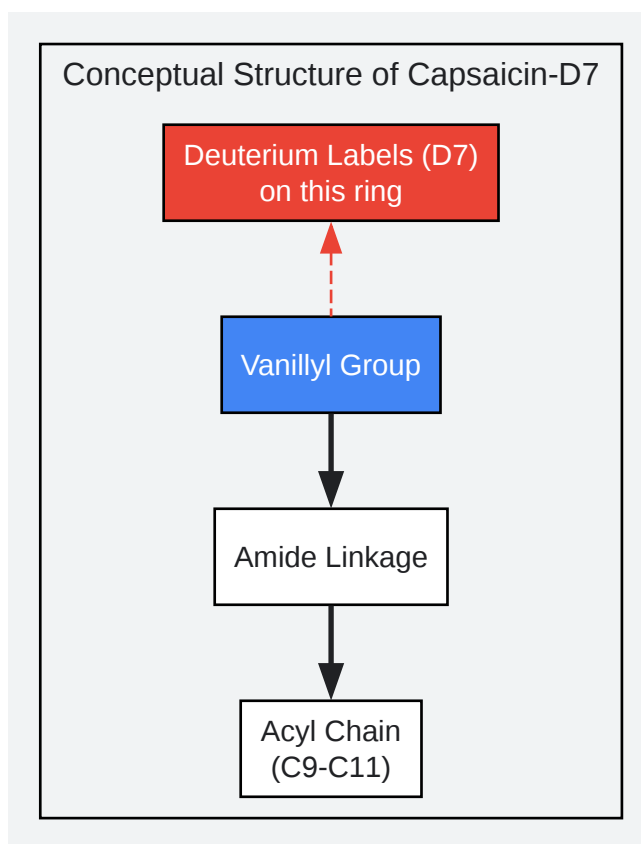 Conceptual Structure of Capsaicin-D7
Deuterium Labels (D7)
on this ring
Vanillyl Group
Amide Linkage
Acyl Chain
(C9-C11)